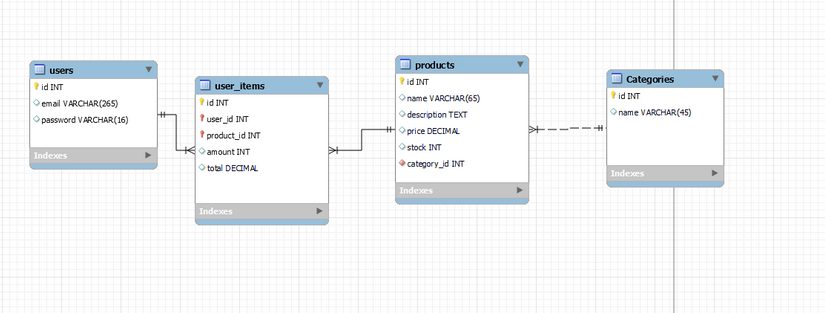 users
id INT
email VARCHAR(265)
password VARCHAR(16)
Indexes
user_items
id INT
user_id INT
product_id INT
amount INT
total DECIMAL
Indexes
products
id INT
name VARCHAR(65)
description TEXT
price DECIMAL
stock INT
category_id INT
Indexes
Categories
id INT
name VARCHAR(45)
Indexes